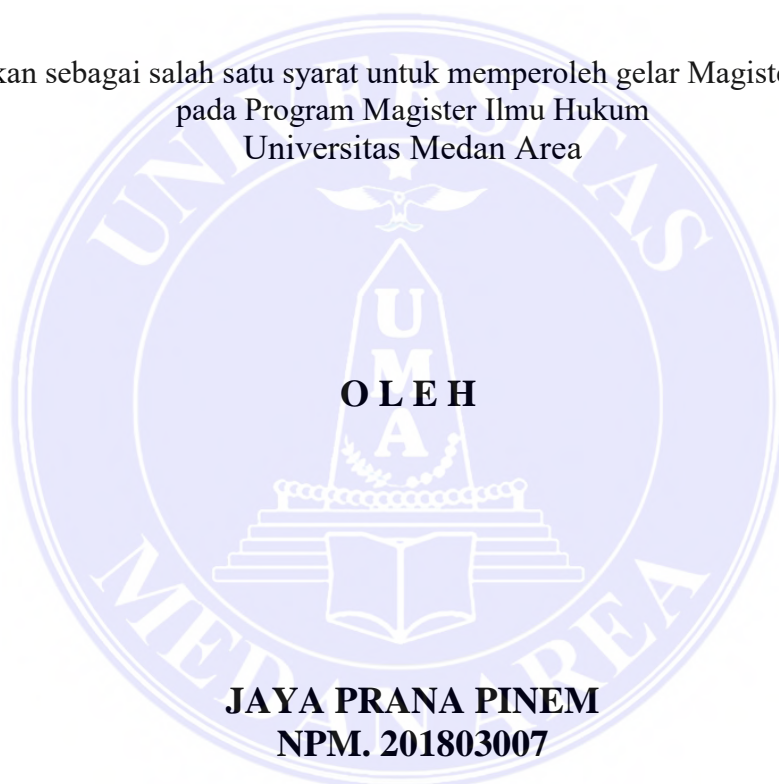 sebagai salah satu syarat untuk memperoleh gelar
pada Program Magister Ilmu Hukum
Universitas Medan Area
UNIVERSITAS
UMA
O L E H
MEDAN AREA
JAYA PRANA PINEM
NPM. 201803007